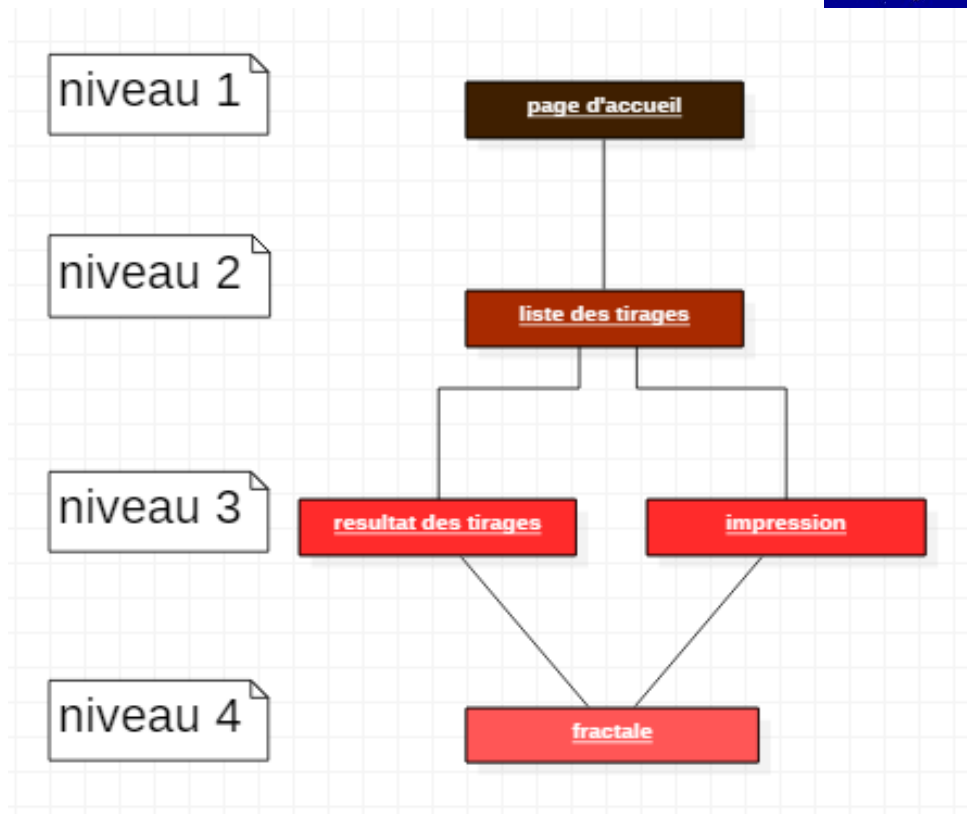 niveau 1
page d'accueil
niveau 2
liste des tirages
niveau 3
resultat des tirages
impression
niveau 4
fractale